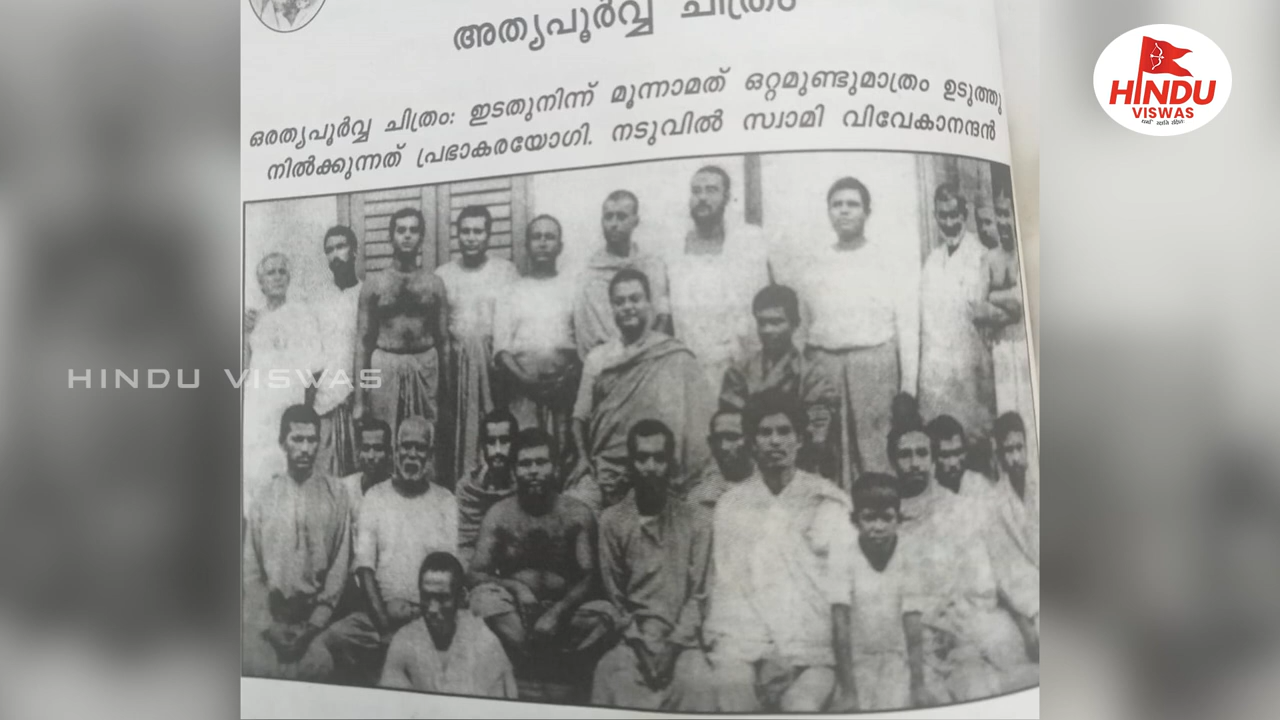 അത്യപൂർവ്വ ചിത്രം
ഒരത്യപൂർവ്വ ചിത്രം: ഇടതുനിന്ന് മൂന്നാമത് ഒറ്റമുണ്ടുമാത്രം ഉടുത്തു
നിൽക്കുന്നത് പ്രഭാകരയോഗി. നടുവിൽ സ്വാമി വിവേകാനന്ദൻ
HINDU
VISWAS
HINDU VISWAS